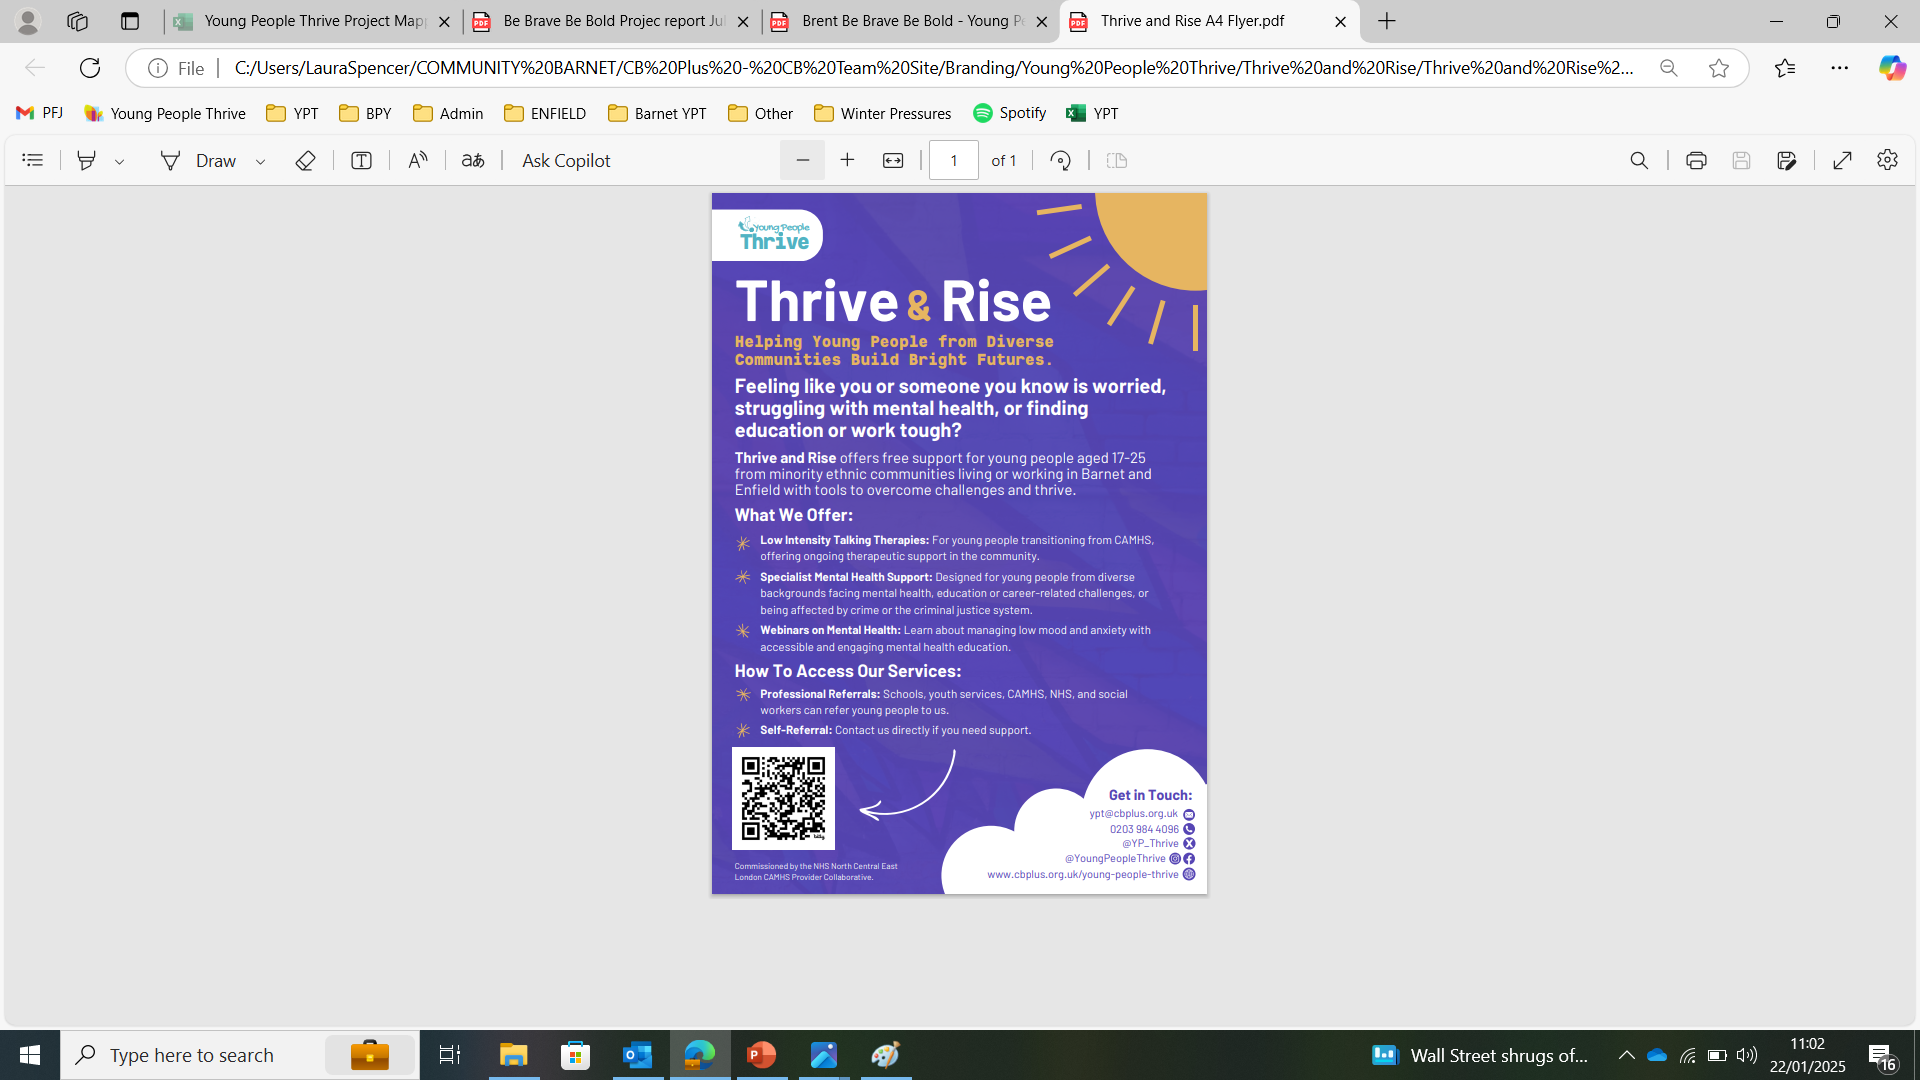 Young People Thrive Project Map
Be Brave Be Bold Projec report Jul
Brent Be Brave Be Bold - Young Pe
Thrive and Rise A4 Flyer.pdf
File
C:/Users/LauraSpencer/COMMUNITY%20BARNET/CB%20Plus%20-%20CB%20Team%20Site/Branding/Young%20People%20Thrive/Thrive%20and%20Rise/Thrive%20and%20Rise%2...
PFJ
Young People Thrive
YPT
BPY
Admin
ENFIELD
Barnet YPT
Other
Winter Pressures
Spotify
YPT
Draw
Ask Copilot
1 of 1
Young People
Thrive
Thrive & Rise
Helping Young People from Diverse
Communities Build Bright Futures.
Feeling like you or someone you know is worried,
struggling with mental health, or finding
education or work tough?
Thrive and Rise offers free support for young people aged 17-25
from minority ethnic communities living or working in Barnet and
Enfield with tools to overcome challenges and thrive.
What We Offer:
Low Intensity Talking Therapies: For young people transitioning from CAMHS,
offering ongoing therapeutic support in the community.
Specialist Mental Health Support: Designed for young people from diverse
backgrounds facing mental health, education or career-related challenges, or
being affected by crime or the criminal justice system.
Webinars on Mental Health: Learn about managing low mood and anxiety with
accessible and engaging mental health education.
How To Access Our Services:
Professional Referrals: Schools, youth services, CAMHS, NHS, and social
workers can refer young people to us.
Self-Referral: Contact us directly if you need support.
bitly
Commissioned by the NHS North Central East
London CAMHS Provider Collaborative.
Get in Touch:
ypt@cbplus.org.uk
0203 984 4096
@YP_Thrive
@YoungPeopleThrive
www.cbplus.org.uk/young-people-thrive
Type here to search
Wall Street shrugs of...
11:02
22/01/2025
16